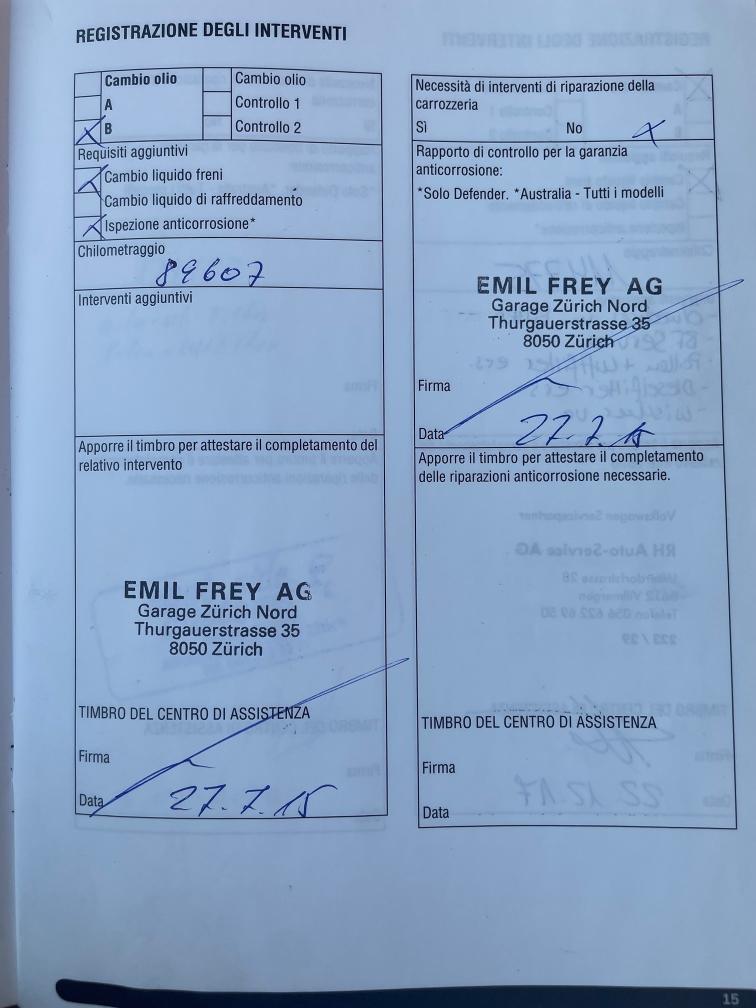 REGISTRAZIONE DEGLI INTERVENTI
Cambio olio
A
B
Cambio olio
Controllo 1
Controllo 2
Requisiti aggiuntivi
Cambio liquido freni
Cambio liquido di raffreddamento
Ispezione anticorrosione*
Chilometraggio
89607
Interventi aggiuntivi
Apporre il timbro per attestare il completamento del
relativo intervento
EMIL FREY AG
Garage Zürich Nord
Thurgauerstrasse 35
8050 Zürich
TIMBRO DEL CENTRO DI ASSISTENZA
Firma
Data 27.7.15
Necessità di interventi di riparazione della
carrozzeria
Sì No X
Rapporto di controllo per la garanzia
anticorrosione:
*Solo Defender. *Australia - Tutti i modelli
EMIL FREY AG
Garage Zürich Nord
Thurgauerstrasse 35
8050 Zürich
Firma
Data 27.7.15
Apporre il timbro per attestare il completamento
delle riparazioni anticorrosione necessarie.
TIMBRO DEL CENTRO DI ASSISTENZA
Firma
Data
15